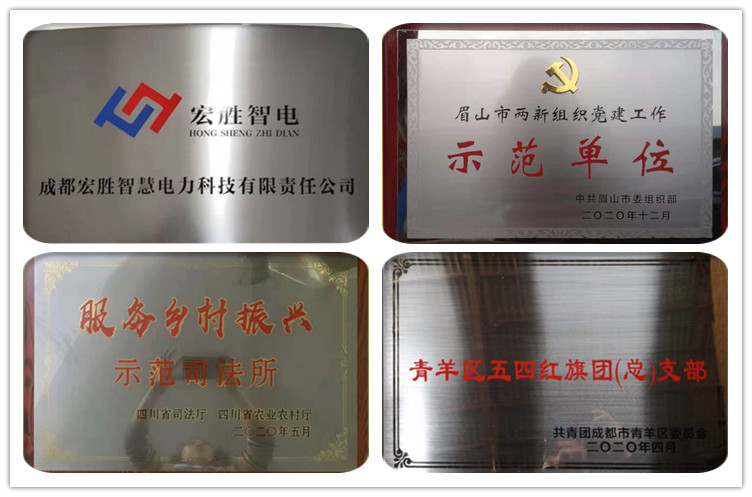 宏胜智电
HONG SHENG ZHI DIAN
成都宏胜智慧电力科技有限责任公司
眉山市两新组织党建工作
示范单位
中共眉山市委组织部
二〇二〇年十二月
服务乡村振兴
示范司法所
四川省司法厅 四川省农业农村厅
二〇二〇年五月
青羊区五四红旗团(总)支部
共青团成都市青羊区委员会
二〇二〇年四月